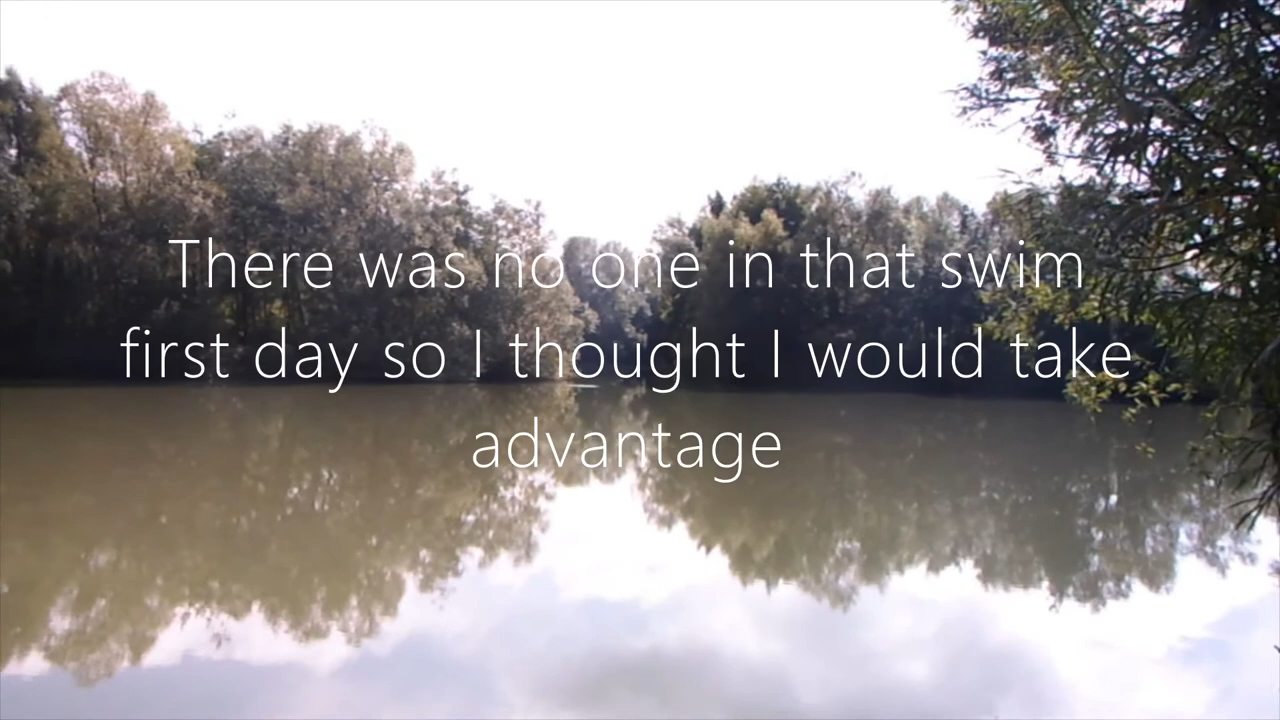 There was no one in that swim
first day so I thought I would take
advantage